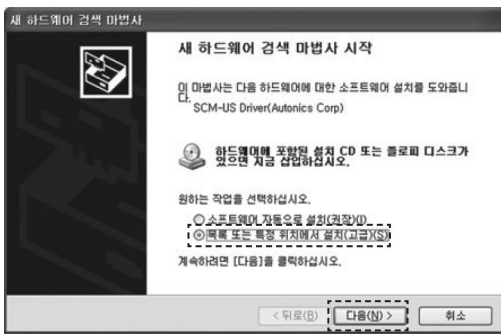 새 하드웨어 검색 마법사
새 하드웨어 검색 마법사 시작
이 마법사는 다음 하드웨어에 대한 소프트웨어 설치를 도와줍니
다.
SCM-US Driver(Autonics Corp)
하드웨어에 포함된 설치 CD 또는 플로피 디스크가
있으면 지금 삽입하십시오.
원하는 작업을 선택하십시오.
소프트웨어 자동으로 설치(권장)(I)
목록 또는 특정 위치에서 설치(고급)(S)
계속하려면 [다음]을 클릭하십시오.
< 뒤로(B) 다음(N) > 취소